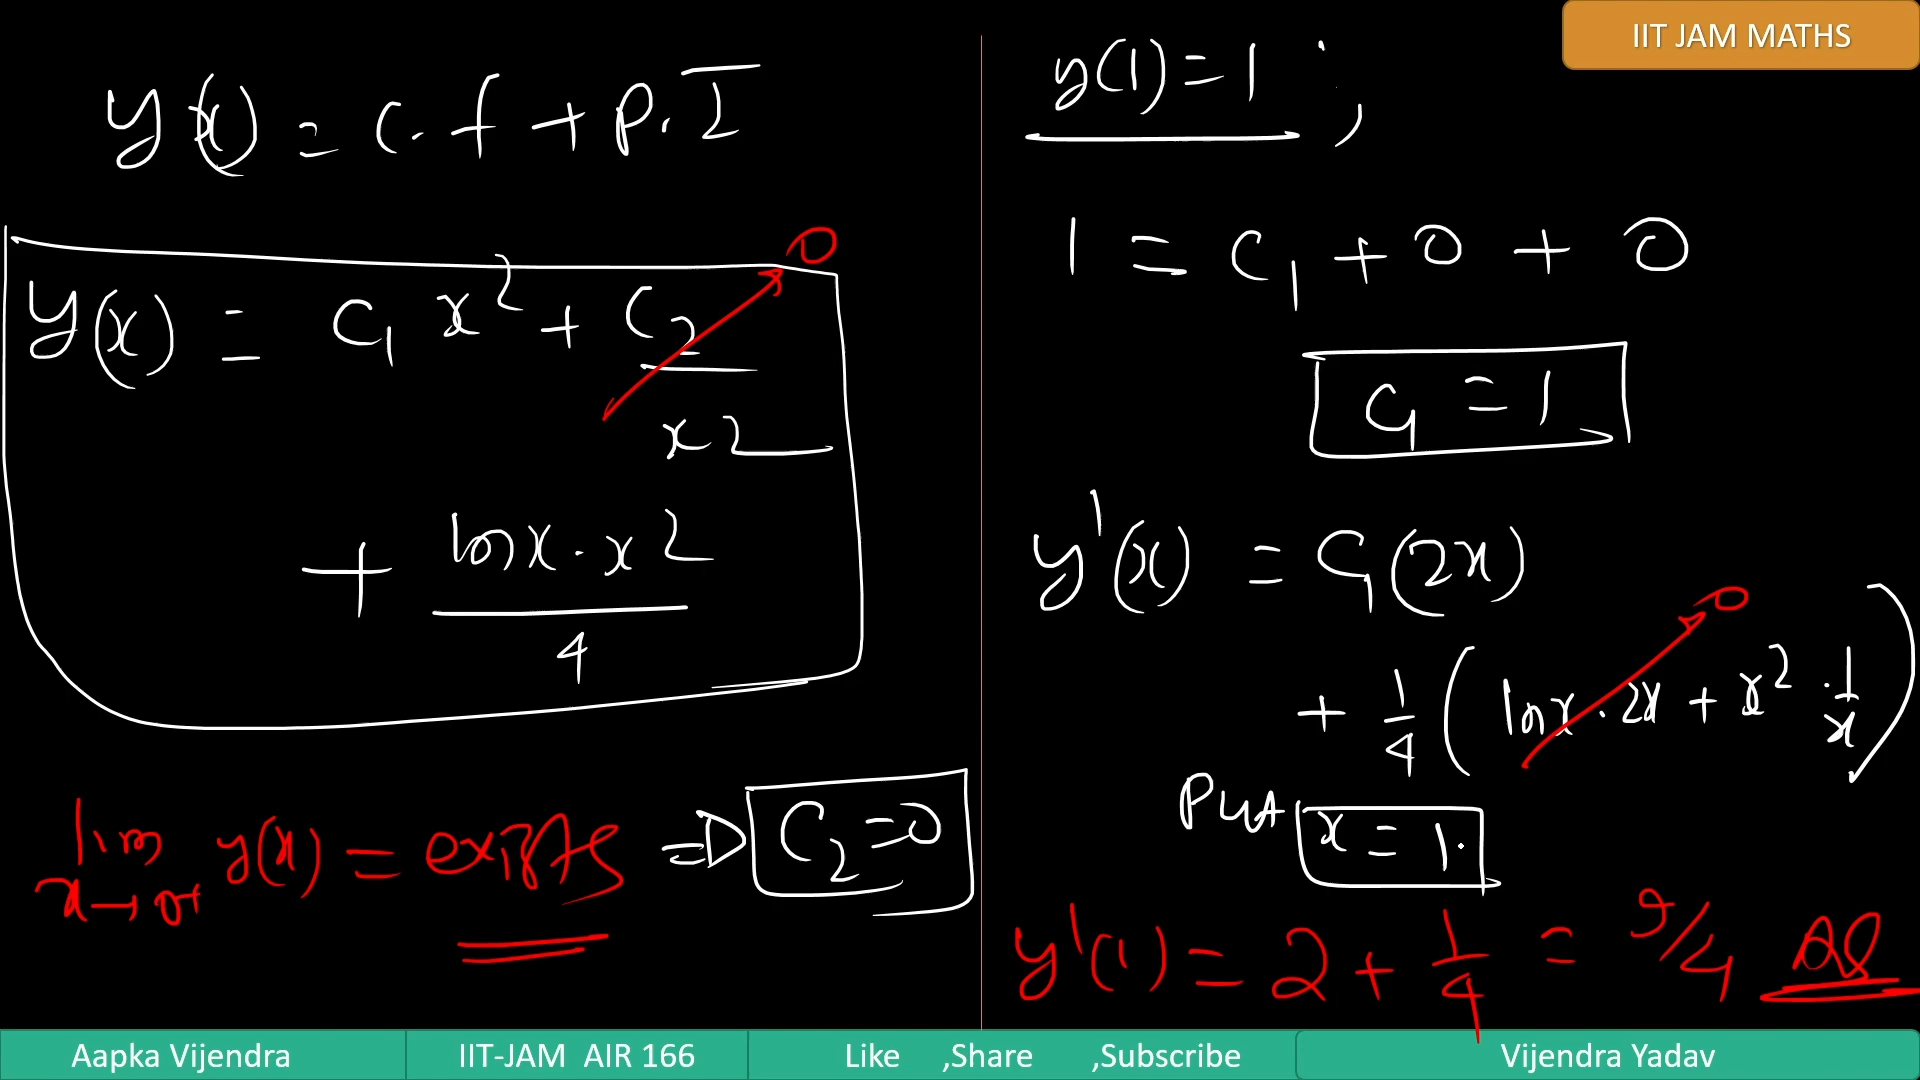 IIT JAM MATHS
y(x) = C.f + P.I
y(x) = C₁ x² + C₂ / x² → 0
+ lnx · x² / 4
lim x→0+ y(x) = exists ⇒ C₂ = 0
y(1) = 1 ;
1 = C₁ + 0 + 0
C₁ = 1
y'(x) = C₁(2x)
+ 1/4 ( lnx · 2x + x² · 1/x ) → 0
Put x = 1.
y'(1) = 2 + 1/4 = 9/4
Aapka Vijendra
IIT-JAM AIR 166
Like ,Share ,Subscribe
Vijendra Yadav